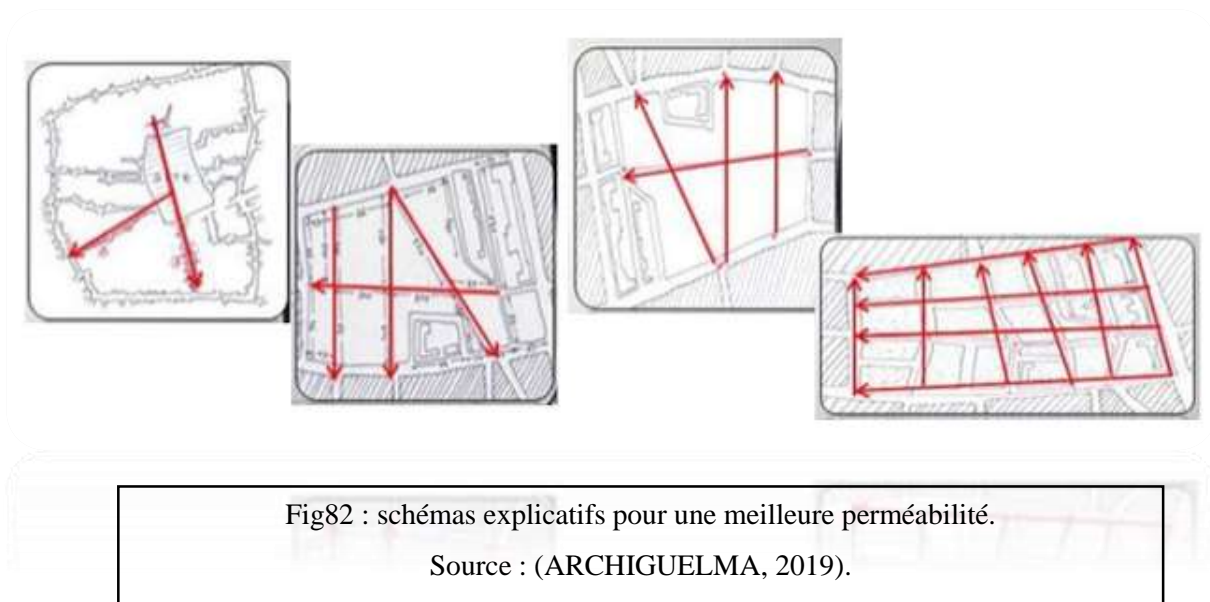 Fig82 : schémas explicatifs pour une meilleure perméabilité.
Source : (ARCHIGUELMA, 2019).